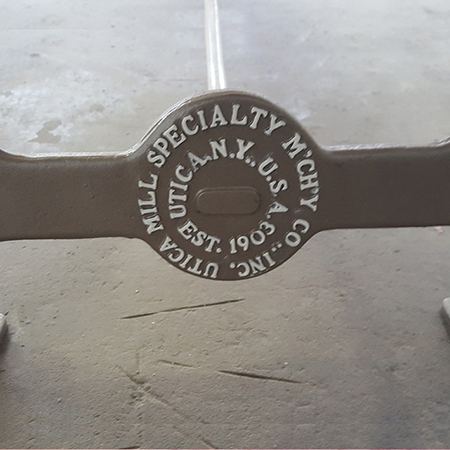 UTICA MILL SPECIALTY M'CH'Y CO., INC.
UTICA, N.Y., U.S.A.
EST. 1903